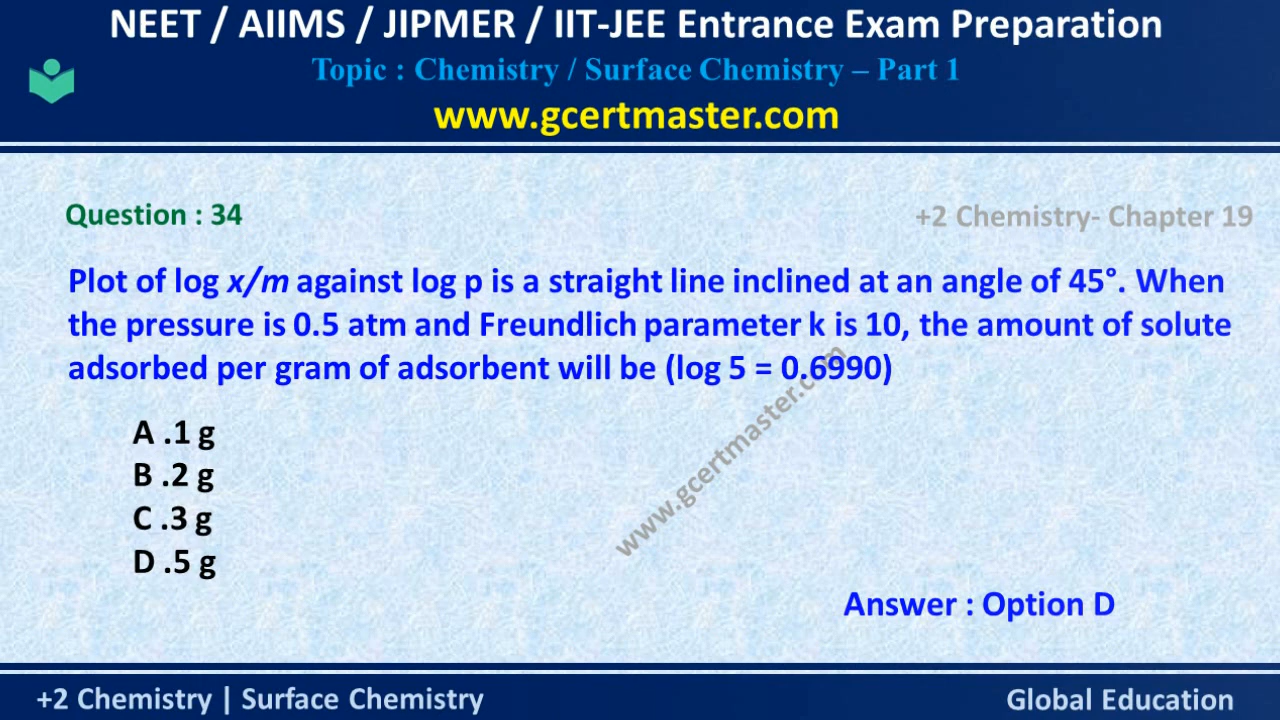 NEET / AIIMS / JIPMER / IIT-JEE Entrance Exam Preparation
Topic : Chemistry / Surface Chemistry – Part 1
www.gcertmaster.com
Question : 34
+2 Chemistry- Chapter 19
Plot of log x/m against log p is a straight line inclined at an angle of 45°. When
the pressure is 0.5 atm and Freundlich parameter k is 10, the amount of solute
adsorbed per gram of adsorbent will be (log 5 = 0.6990)
A .1 g
B .2 g
C .3 g
D .5 g
www.gcertmaster.com
Answer : Option D
+2 Chemistry | Surface Chemistry
Global Education